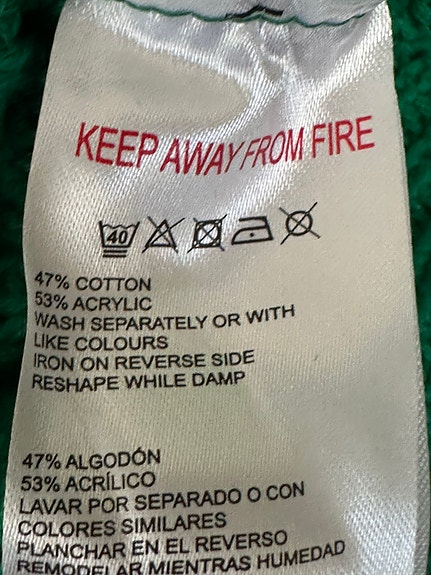 KEEP AWAY FROM FIRE
40
47% COTTON
53% ACRYLIC
WASH SEPARATELY OR WITH
LIKE COLOURS
IRON ON REVERSE SIDE
RESHAPE WHILE DAMP
47% ALGODÓN
53% ACRÍLICO
LAVAR POR SEPARADO O CON
COLORES SIMILARES
PLANCHAR EN EL REVERSO
REMODELAR MIENTRAS HUMEDAD